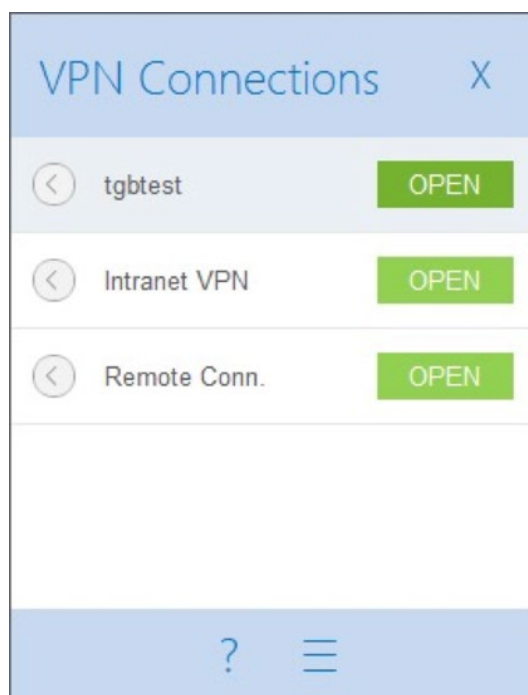 VPN Connections X
tgbtest OPEN
Intranet VPN OPEN
Remote Conn. OPEN
?